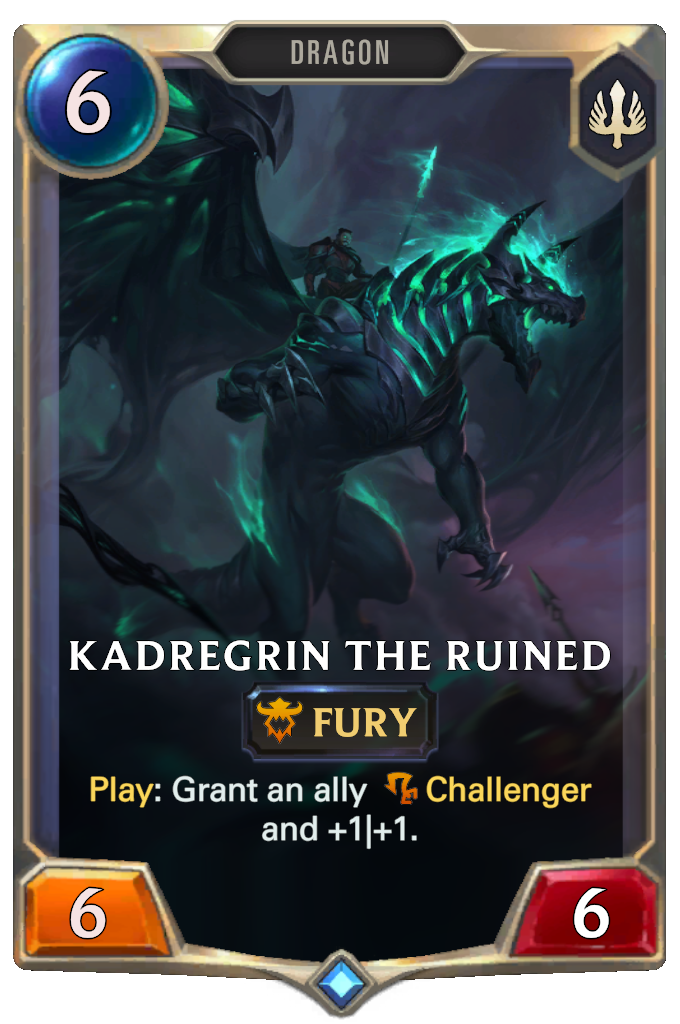 DRAGON
6
KADREGRIN THE RUINED
FURY
Play: Grant an ally Challenger
and +1|+1.
6
6